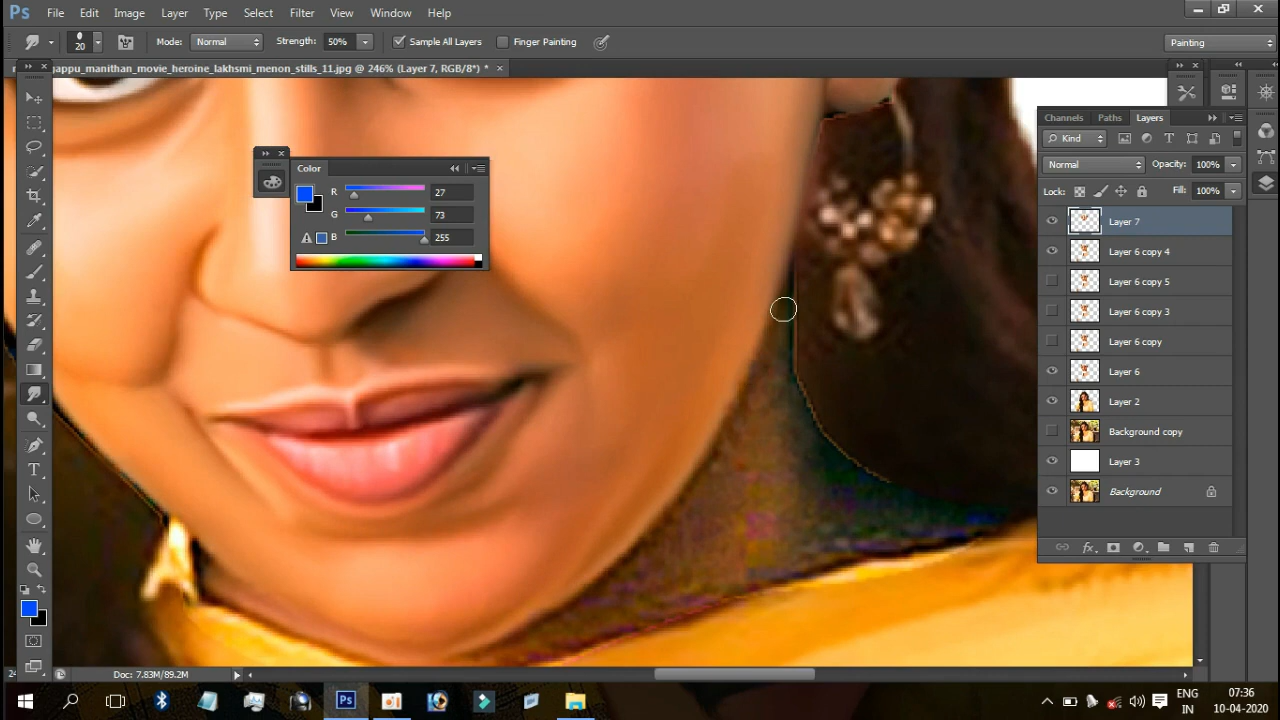 Ps File Edit Image Layer Type Select Filter View Window Help
20 Mode: Normal Strength: 50% Sample All Layers Finger Painting Painting
gappu_manithan_movie_heroine_lakhsmi_menon_stills_11.jpg @ 246% (Layer 7, RGB/8*) *
Channels Paths Layers
Kind
Normal Opacity: 100%
Lock: Fill: 100%
Color
R 27
G 73
B 255
Layer 7
Layer 6 copy 4
Layer 6 copy 5
Layer 6 copy 3
Layer 6 copy
Layer 6
Layer 2
Background copy
Layer 3
Background
fx
Doc: 7.83M/89.2M
Ps
ENG
IN
07:36
10-04-2020